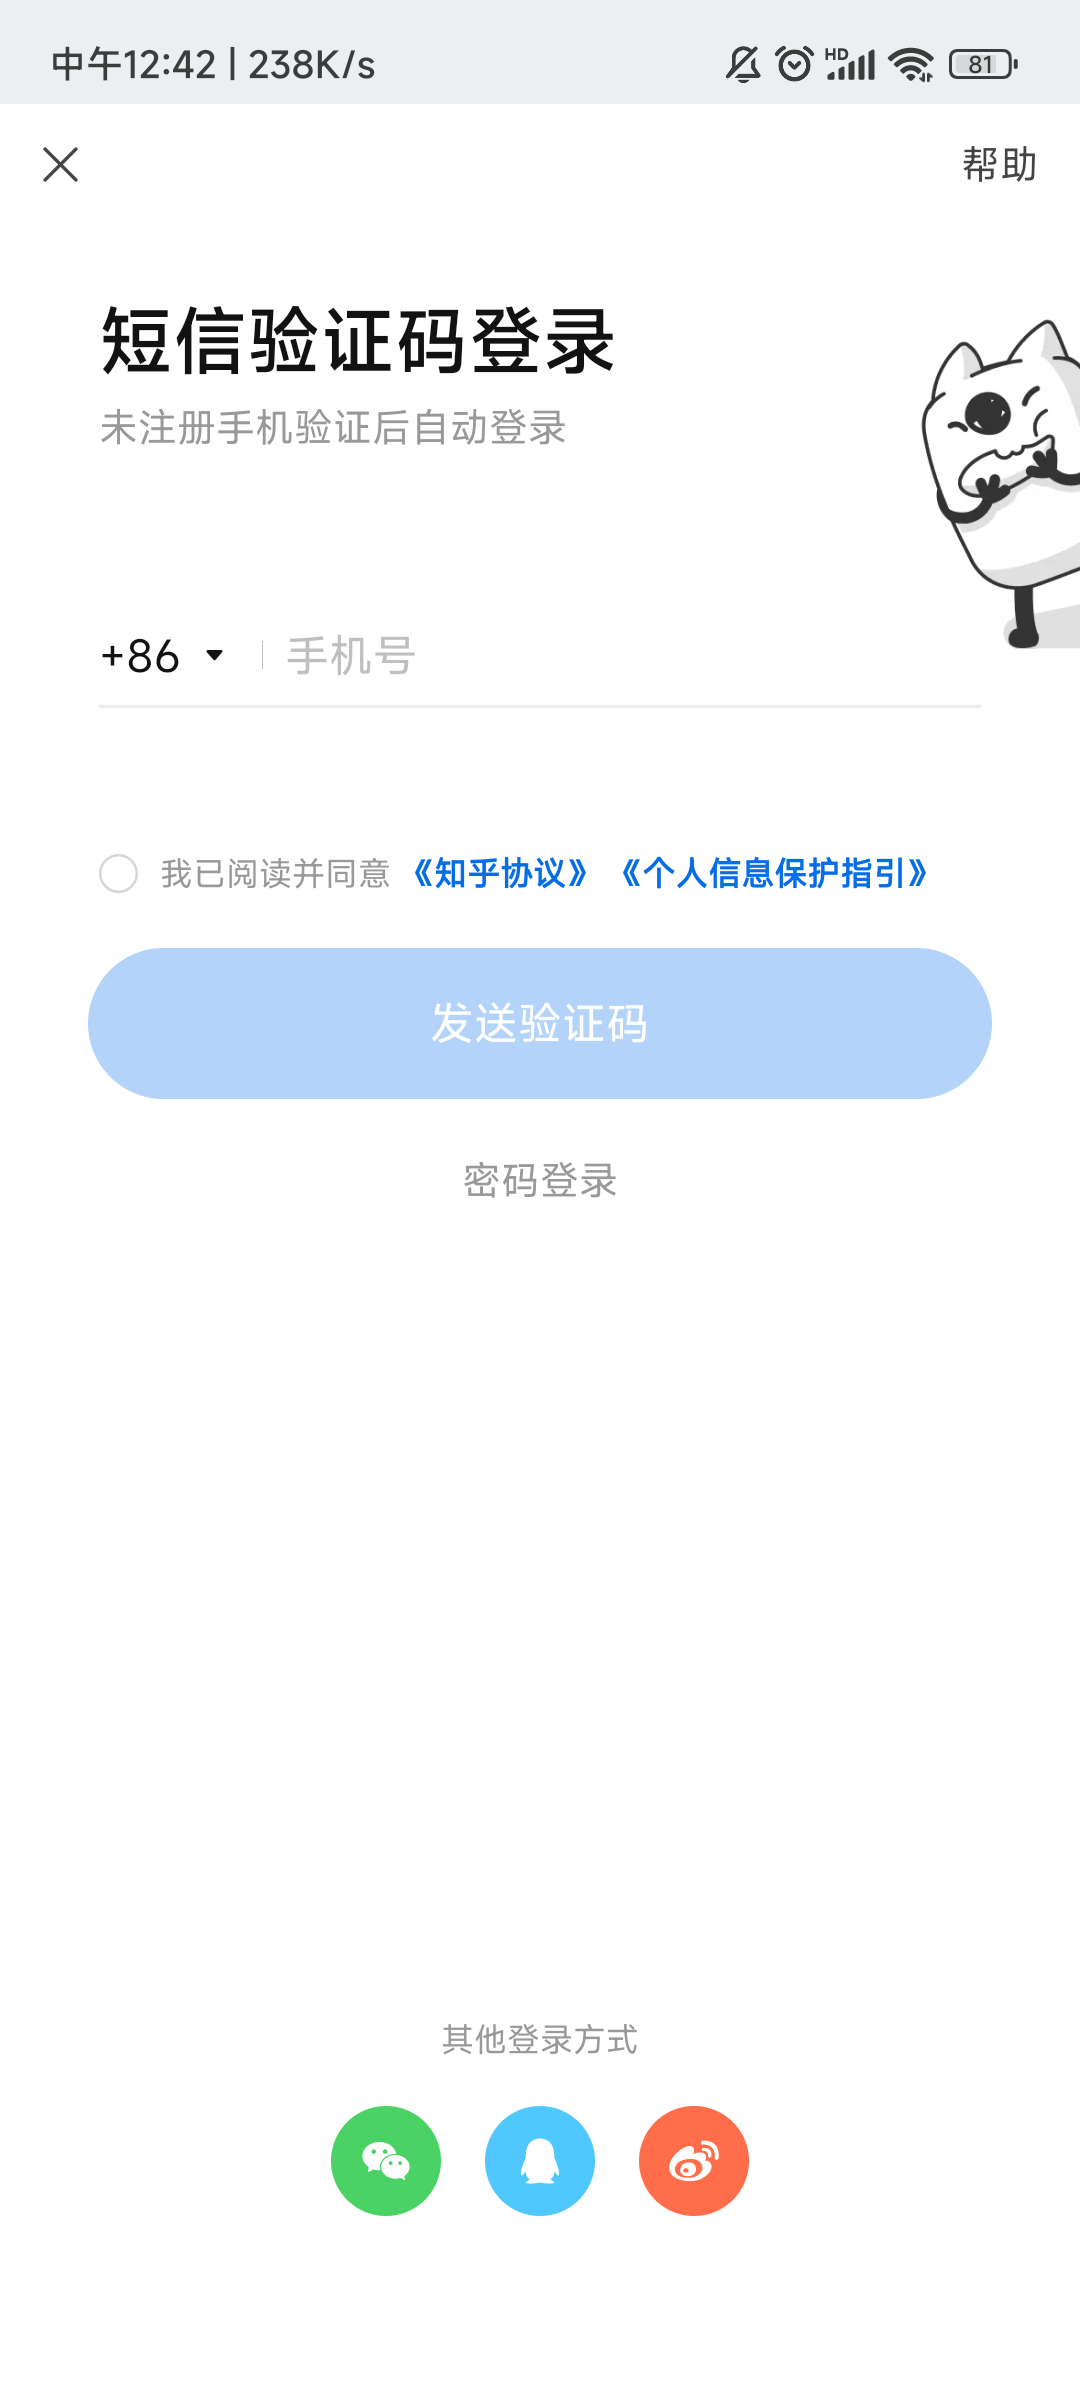 中午12:42 | 238K/s
HD
81
帮助
短信验证码登录
未注册手机验证后自动登录
+86
手机号
我已阅读并同意 《知乎协议》 《个人信息保护指引》
发送验证码
密码登录
其他登录方式